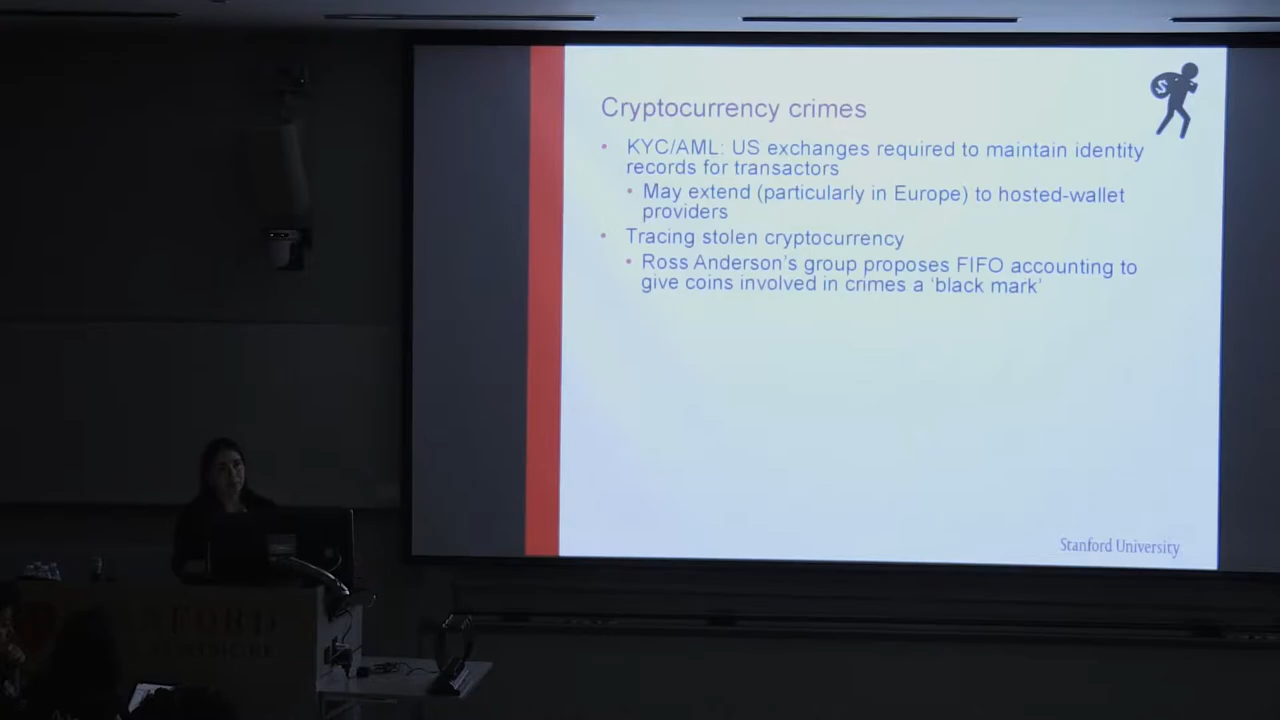 Cryptocurrency crimes
• KYC/AML: US exchanges required to maintain identity
records for transactors
• May extend (particularly in Europe) to hosted-wallet
providers
• Tracing stolen cryptocurrency
• Ross Anderson's group proposes FIFO accounting to
give coins involved in crimes a 'black mark'
$
Stanford University